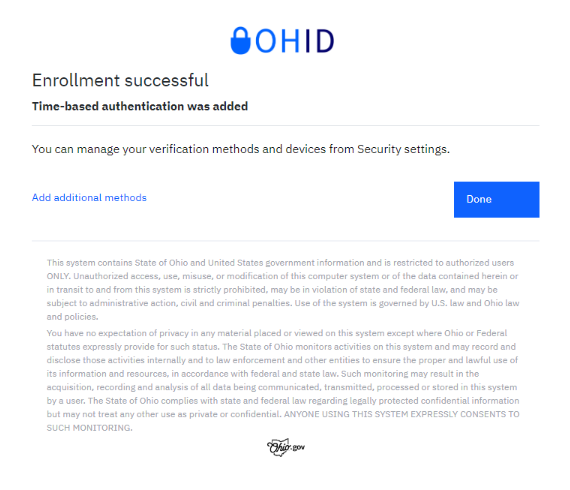 OHID
Enrollment successful
Time-based authentication was added
You can manage your verification methods and devices from Security settings.
Add additional methods
Done
This system contains State of Ohio and United States government information and is restricted to authorized users
ONLY. Unauthorized access, use, misuse, or modification of this computer system or of the data contained herein or
in transit to and from this system is strictly prohibited, may be in violation of state and federal law, and may be
subject to administrative action, civil and criminal penalties. Use of the system is governed by U.S. law and Ohio law
and policies.
You have no expectation of privacy in any material placed or viewed on this system except where Ohio or Federal
statutes expressly provide for such status. The State of Ohio monitors activities on this system and may record and
disclose those activities internally and to law enforcement and other entities to ensure the proper and lawful use of
its information and resources, in accordance with federal and state law. Such monitoring may result in the
acquisition, recording and analysis of all data being communicated, transmitted, processed or stored in this system
by a user. The State of Ohio complies with state and federal law regarding legally protected confidential information
but may not treat any other use as private or confidential. ANYONE USING THIS SYSTEM EXPRESSLY CONSENTS TO
SUCH MONITORING.
Ohio.gov